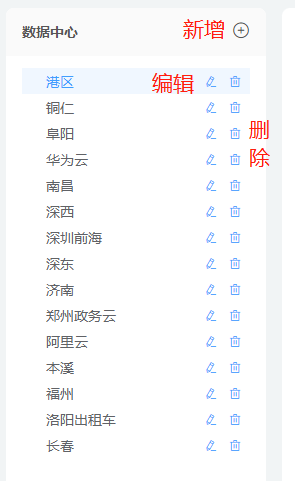 数据中心 新增
港区 编辑
铜仁
阜阳 删
华为云 除
南昌
深西
深圳前海
深东
济南
郑州政务云
阿里云
本溪
福州
洛阳出租车
长春